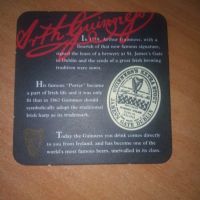 Arth Guinness
In 1759, Arthur Guinness, with a
flourish of that now-famous signature,
signed the lease of a brewery at St. James's Gate
in Dublin and the seeds of a great Irish brewing
tradition were sown.
His famous "Porter" became
a part of Irish life and it was only
fit that in 1862 Guinness should
symbolically adopt the traditional
Irish harp as its trademark.
Today the Guinness you drink comes directly
to you from Ireland, and has become one of the
world's most famous beers, unrivalled in its class.